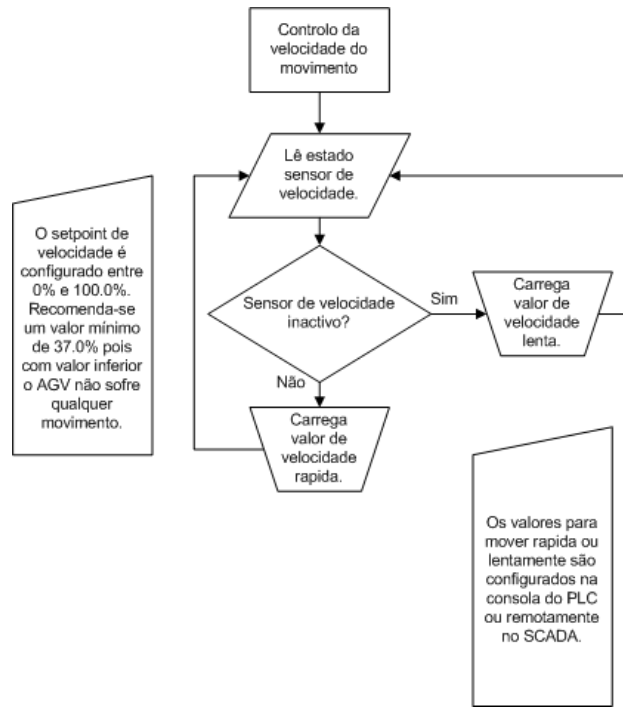 Controlo da
velocidade do
movimento
Lê estado
sensor de
velocidade.
O setpoint de
velocidade é
configurado entre
0% e 100.0%.
Recomenda-se
um valor mínimo
de 37.0% pois
com valor inferior
o AGV não sofre
qualquer
movimento.
Sensor de velocidade
inactivo?
Sim
Carrega
valor de
velocidade
lenta.
Não
Carrega
valor de
velocidade
rapida.
Os valores para
mover rapida ou
lentamente são
configurados na
consola do PLC
ou remotamente
no SCADA.